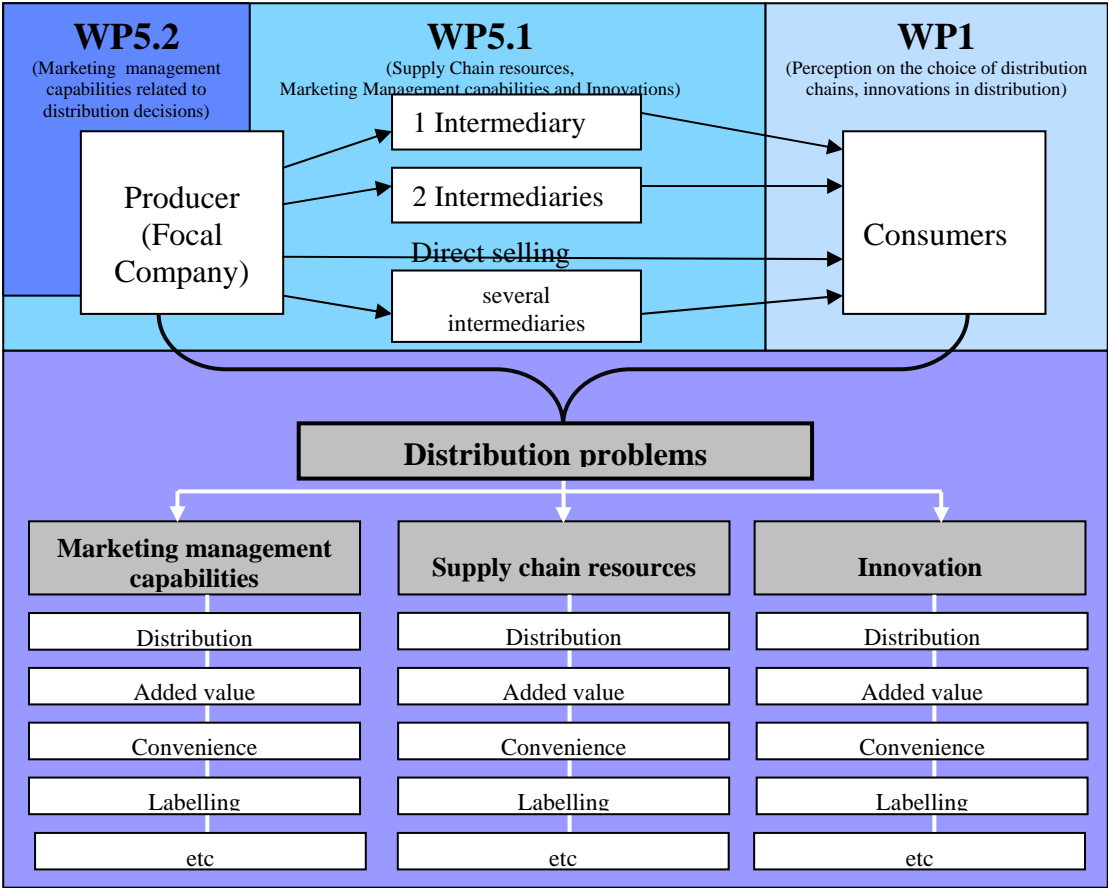 WP5.2
(Marketing management
capabilities related to
distribution decisions)
WP5.1
(Supply Chain resources,
Marketing Management capabilities and Innovations)
WP1
(Perception on the choice of distribution
chains, innovations in distribution)
Producer
(Focal
Company)
1 Intermediary
2 Intermediaries
Direct selling
several
intermediaries
Consumers
Distribution problems
Marketing management
capabilities
Distribution
Added value
Convenience
Labelling
etc
Supply chain resources
Distribution
Added value
Convenience
Labelling
etc
Innovation
Distribution
Added value
Convenience
Labelling
etc